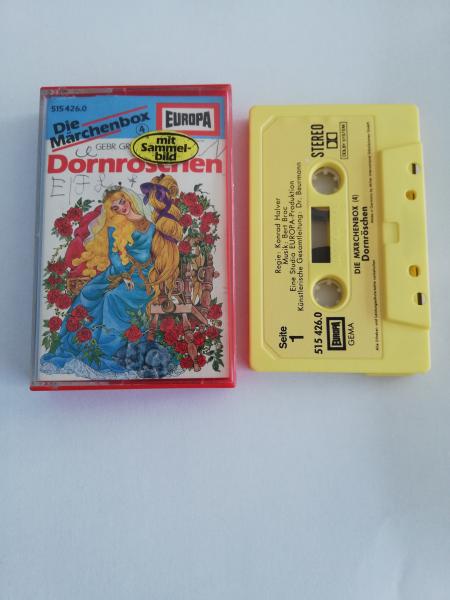 515 426.0
Die
Märchenbox
4
EUROPA
GEBR. GR
mit
Sammel-
bild
Dornröschen
STEREO
DOLBY SYSTEM
Regie: Konrad Halver
Musik: Bert Brac
Eine Studio EUROPA-Produktion
Künstlerische Gesamtleitung: Dr. Beurmann
DIE MÄRCHENBOX (4)
Dornröschen
Seite
1
515 426.0
EUROPA
GEMA